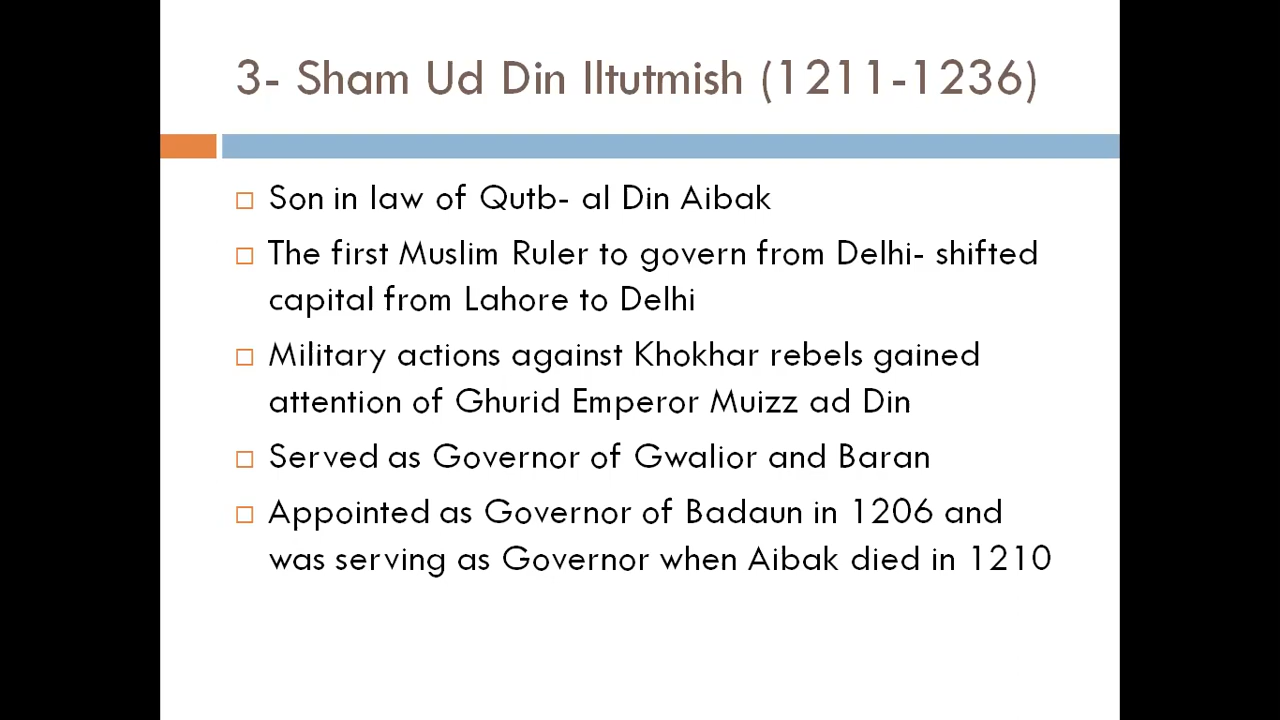 3- Sham Ud Din Iltutmish (1211-1236)
Son in law of Qutb- al Din Aibak
The first Muslim Ruler to govern from Delhi- shifted
capital from Lahore to Delhi
Military actions against Khokhar rebels gained
attention of Ghurid Emperor Muizz ad Din
Served as Governor of Gwalior and Baran
Appointed as Governor of Badaun in 1206 and
was serving as Governor when Aibak died in 1210